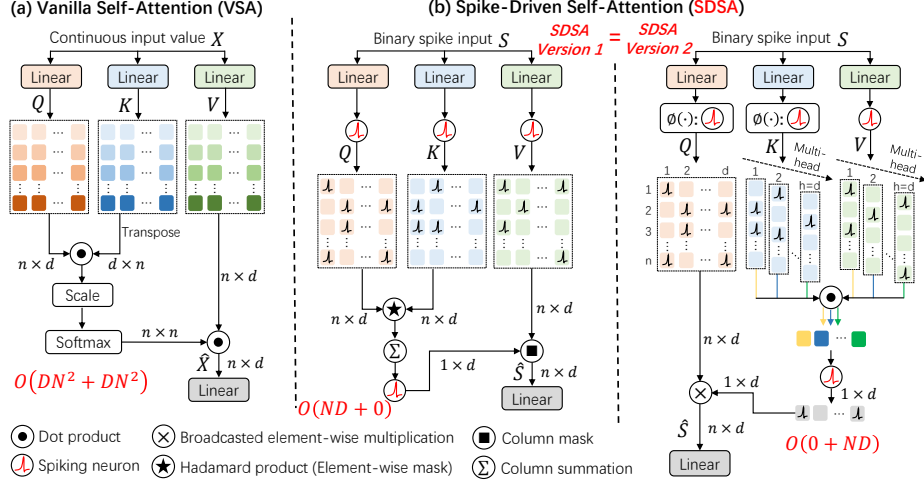 (a) Vanilla Self-Attention (VSA)
Continuous input value X
Linear Linear Linear
Q K V
... ... ...
Transpose
n × d d × n
n × d
Scale
Softmax
n × n
X̂ n × d
O(DN² + DN²)
Linear
(b) Spike-Driven Self-Attention (SDSA)
SDSA Version 1 = SDSA Version 2
Binary spike input S
Linear Linear Linear
Q K V
n × d n × d n × d
Σ
1 × d
Ŝ n × d
O(ND + 0)
Linear
Binary spike input S
Linear Linear Linear
∅(·): ∅(·):
Q K V
Multi-head Multi-head
1 2 ... d
1
2
3
n
1 2 h=d
1 2 h=d
n × d
1 × d
1 × d
n × d
Ŝ
O(0 + ND)
Linear
Dot product
Broadcasted element-wise multiplication
Column mask
Spiking neuron
Hadamard product (Element-wise mask)
Σ Column summation